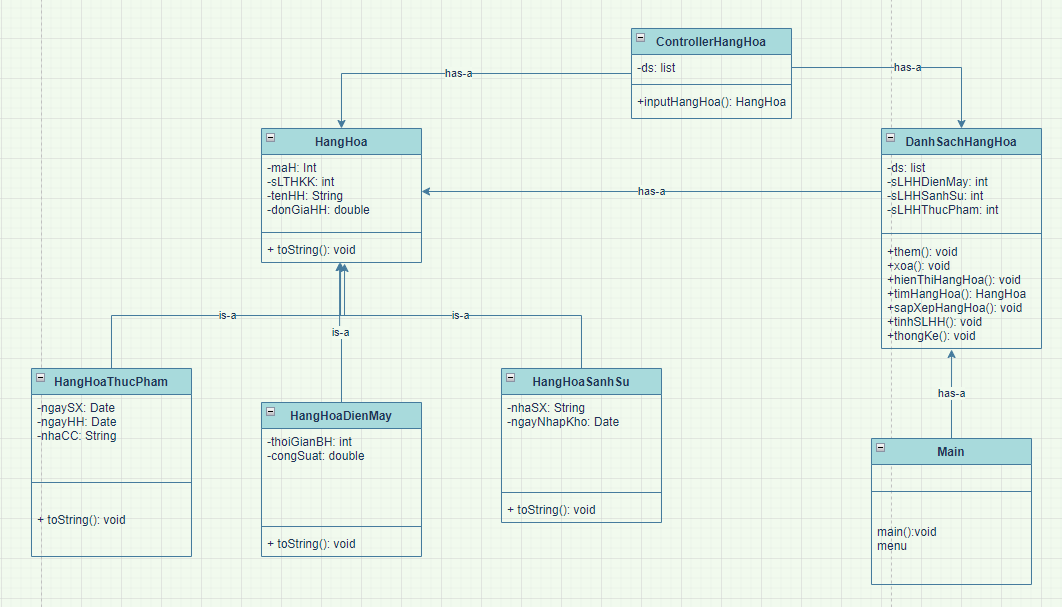 ControllerHangHoa
-ds: list
+inputHangHoa(): HangHoa
has-a
has-a
HangHoa
-maH: Int
-sLTHKK: int
-tenHH: String
-donGiaHH: double
+ toString(): void
has-a
DanhSachHangHoa
-ds: list
-sLHHDienMay: int
-sLHHSanhSu: int
-sLHHThucPham: int
+them(): void
+xoa(): void
+hienThiHangHoa(): void
+timHangHoa(): HangHoa
+sapXepHangHoa(): void
+tinhSLHH(): void
+thongKe(): void
is-a
is-a
is-a
HangHoaThucPham
-ngaySX: Date
-ngayHH: Date
-nhaCC: String
+ toString(): void
HangHoaDienMay
-thoiGianBH: int
-congSuat: double
+ toString(): void
HangHoaSanhSu
-nhaSX: String
-ngayNhapKho: Date
+ toString(): void
has-a
Main
main():void
menu